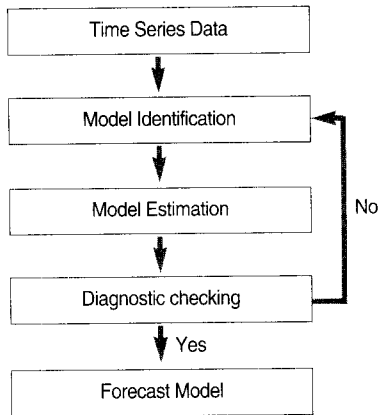 Time Series Data
Model Identification
Model Estimation
No
Diagnostic checking
Yes
Forecast Model